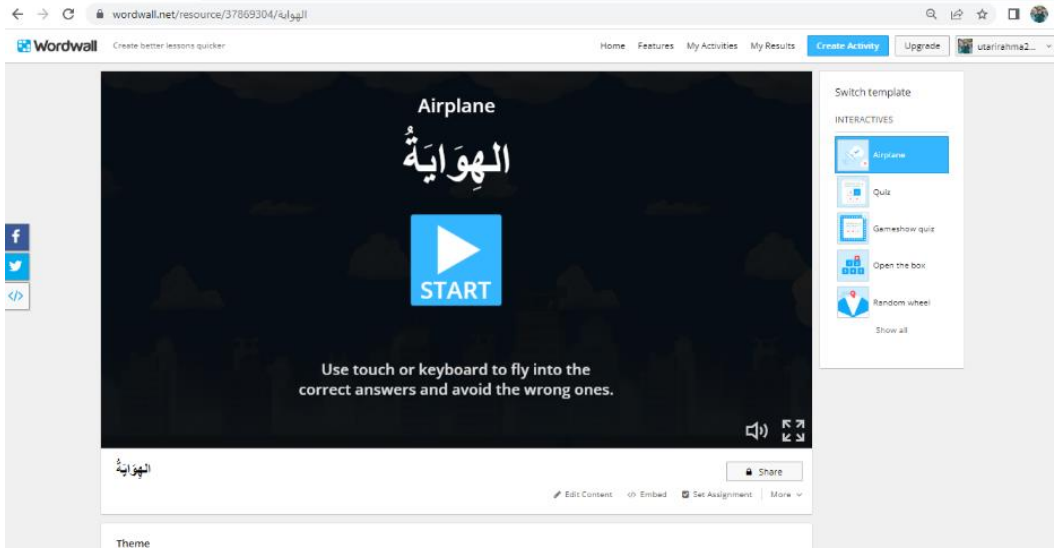 wordwall.net/resource/37869304/الهواية
Wordwall Create better lessons quicker Home Features My Activities My Results Create Activity Upgrade utarirahma2...
Airplane
الهِوَايَةُ
START
Use touch or keyboard to fly into the
correct answers and avoid the wrong ones.
Switch template
INTERACTIVES
Airplane
Quiz
Gameshow quiz
Open the box
Random wheel
Show all
f
</>
الهِوَايَةُ
Share
Edit Content </> Embed Set Assignment More
Theme